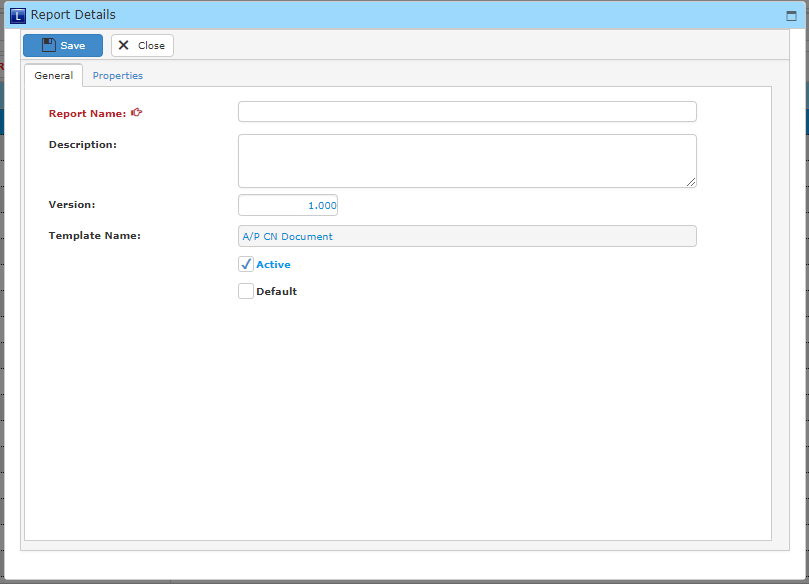 L Report Details
Save Close
General Properties
Report Name:
Description:
Version: 1.000
Template Name: A/P CN Document
Active
Default